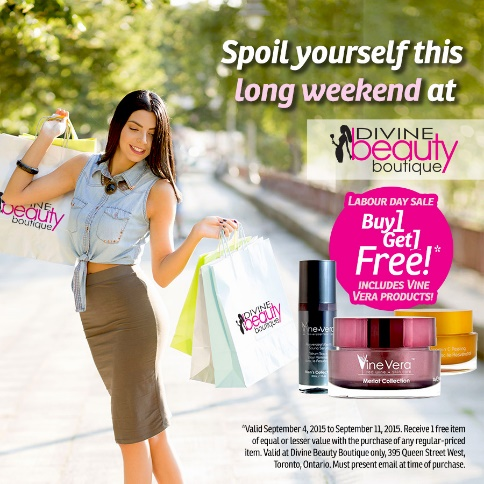 Spoil yourself this
long weekend at
DIVINE
beauty
boutique
LABOUR DAY SALE
Buy 1
Get 1
Free!*
INCLUDES VINE
VERA PRODUCTS!
INE
beauty
boutique
DIVINE
beauty
boutique
Vine Vera
Vine Vera
Merlot Collection
*Valid September 4, 2015 to September 11, 2015. Receive 1 free item
of equal or lesser value with the purchase of any regular-priced
item. Valid at Divine Beauty Boutique only, 395 Queen Street West,
Toronto, Ontario. Must present email at time of purchase.